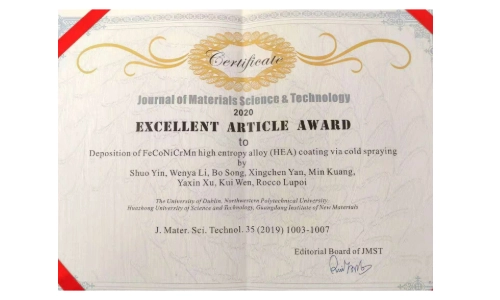 Certificate
Journal of Materials Science & Technology
2020
EXCELLENT ARTICLE AWARD
to
Deposition of FeCoNiCrMn high entropy alloy (HEA) coating via cold spraying
by
Shuo Yin, Wenya Li, Bo Song, Xingchen Yan, Min Kuang,
Yaxin Xu, Kui Wen, Rocco Lupoi
The University of Dublin, Northwestern Polytechnical University,
Huazhong University of Science and Technology, Guangdong Institute of New Materials
J. Mater. Sci. Technol. 35 (2019) 1003-1007
Editorial Board of JMST